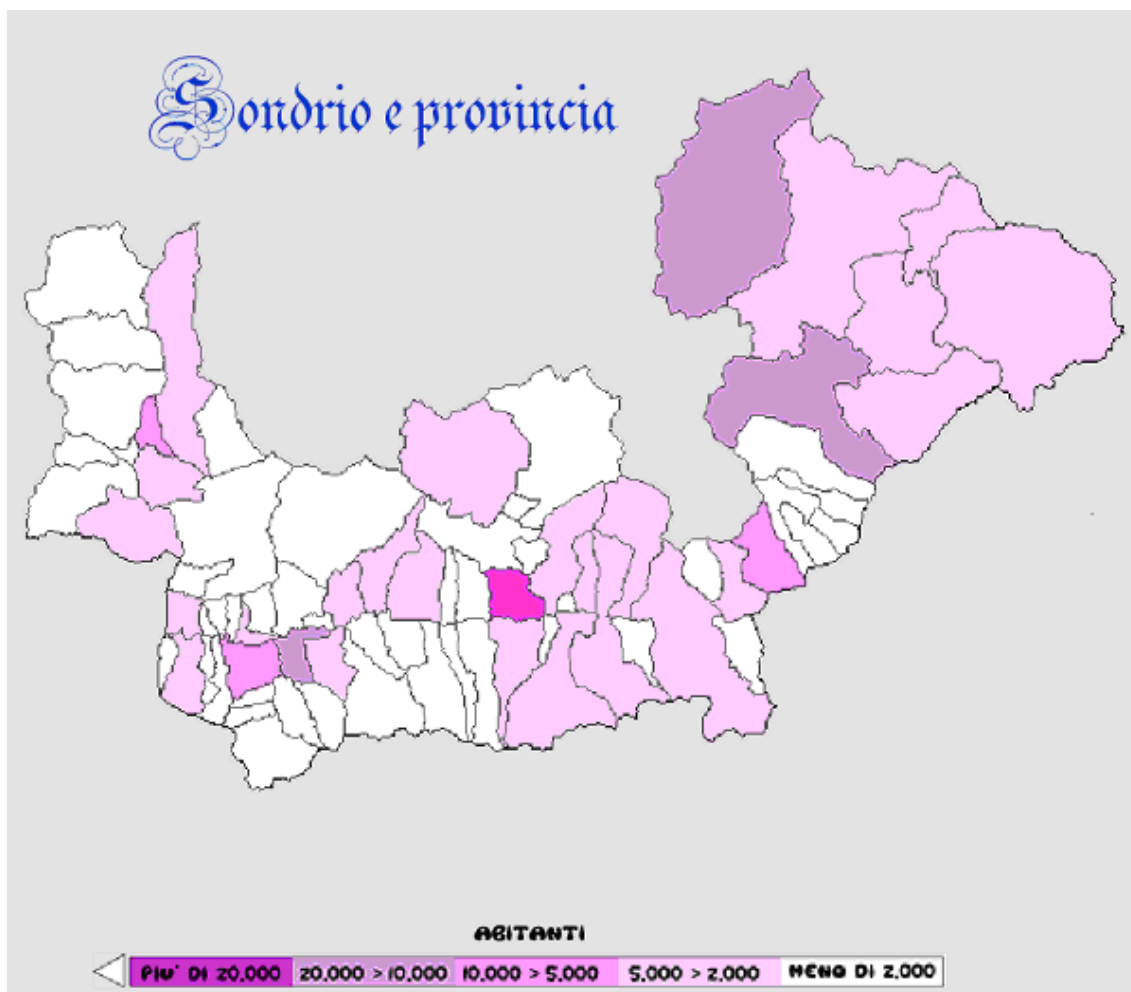 Sondrio e provincia
ABITANTI
PIU' DI 20.000 20.000 > 10.000 10.000 > 5.000 5.000 > 2.000 MENO DI 2.000